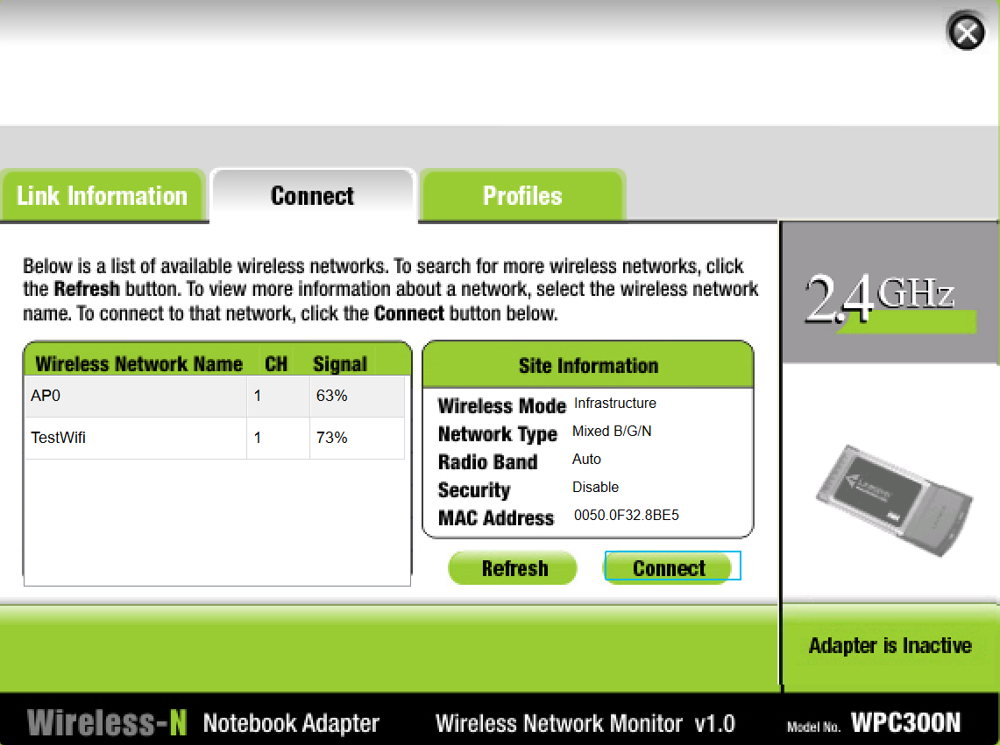 Link Information
Connect
Profiles
Below is a list of available wireless networks. To search for more wireless networks, click
the Refresh button. To view more information about a network, select the wireless network
name. To connect to that network, click the Connect button below.
2.4GHz
Wireless Network Name CH Signal
AP0 1 63%
TestWifi 1 73%
Site Information
Wireless Mode Infrastructure
Network Type Mixed B/G/N
Radio Band Auto
Security Disable
MAC Address 0050.0F32.8BE5
Refresh
Connect
Adapter is Inactive
Wireless-N Notebook Adapter Wireless Network Monitor v1.0 Model No. WPC300N